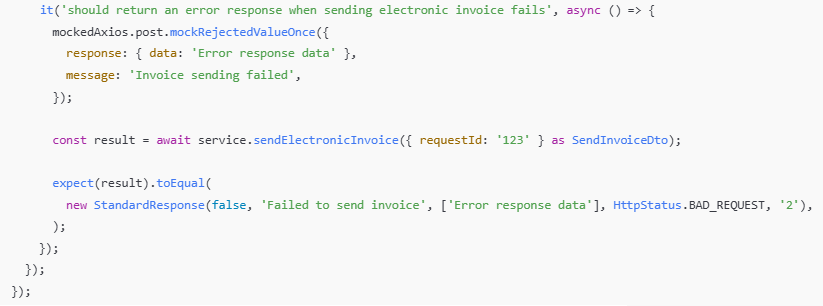 it('should return an error response when sending electronic invoice fails', async () => {
mockedAxios.post.mockRejectedValueOnce({
response: { data: 'Error response data' },
message: 'Invoice sending failed',
});
const result = await service.sendElectronicInvoice({ requestId: '123' } as SendInvoiceDto);
expect(result).toEqual(
new StandardResponse(false, 'Failed to send invoice', ['Error response data'], HttpStatus.BAD_REQUEST, '2'),
);
});
});
});